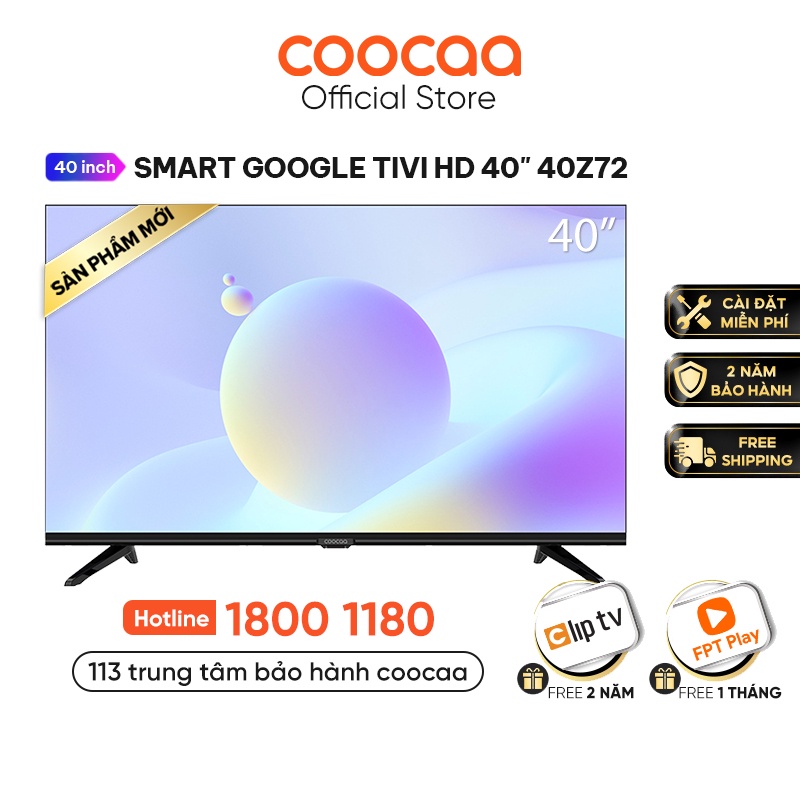 coocaa
Official Store
40 inch
SMART GOOGLE TIVI HD 40" 40Z72
SẢN PHẨM MỚI
40"
CÀI ĐẶT
MIỄN PHÍ
2 NĂM
BẢO HÀNH
FREE
SHIPPING
COOCAA
Hotline 1800 1180
113 trung tâm bảo hành coocaa
Clip tv
FREE 2 NĂM
FPT Play
FREE 1 THÁNG